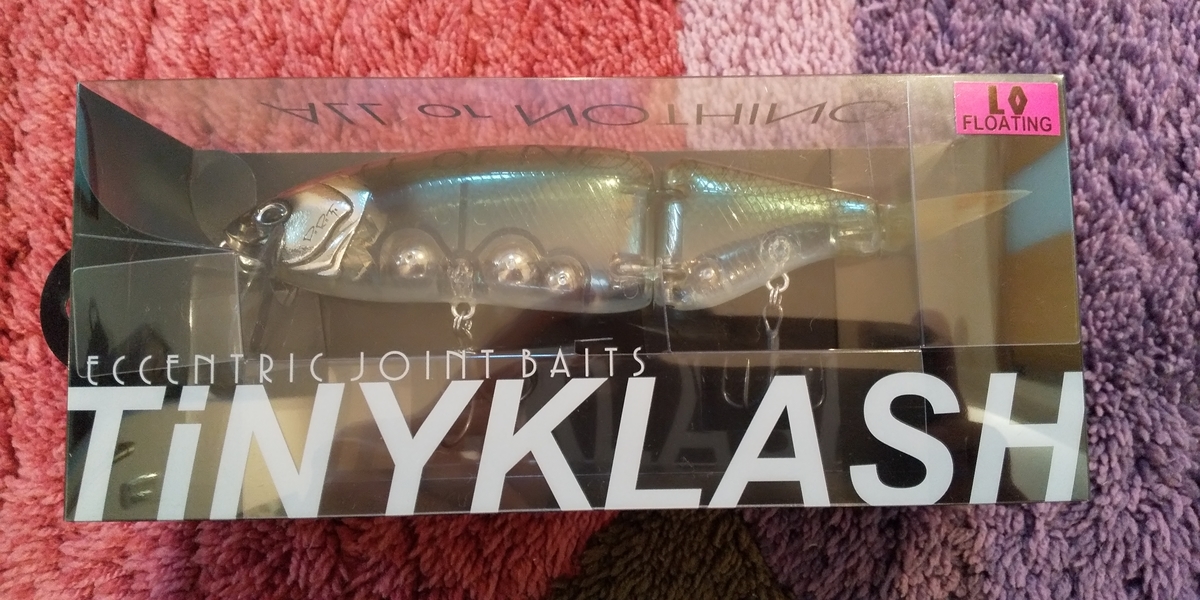 ALL or NOTHING
LO
FLOATING
ECCENTRIC JOINT BAITS
TiNYKLASH